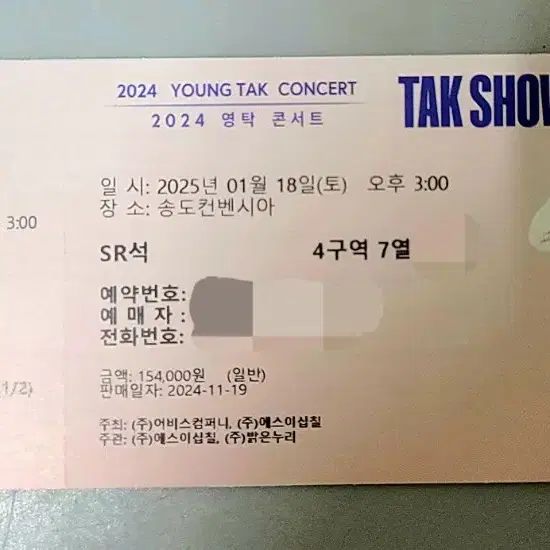 2024 YOUNG TAK CONCERT
2024 영탁 콘서트
TAK SHOW
일 시: 2025년 01월 18일(토) 오후 3:00
장 소: 송도컨벤시아
3:00
SR석 4구역 7열
예약번호:
예 매 자 :
전화번호:
금액: 154,000원 (일반)
판매일자: 2024-11-19
1/2)
주최: (주)어비스컴퍼니, (주)에스이십칠
주관: (주)에스이십칠, (주)밝은누리